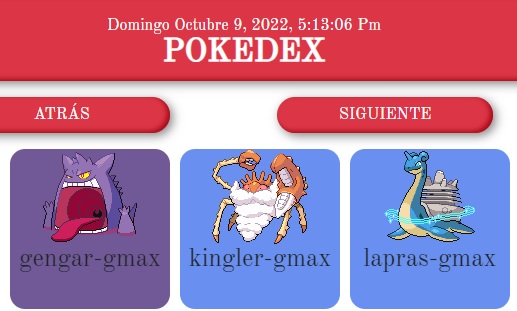 Domingo Octubre 9, 2022, 5:13:06 Pm
POKEDEX
ATRÁS
SIGUIENTE
gengar-gmax
kingler-gmax
lapras-gmax